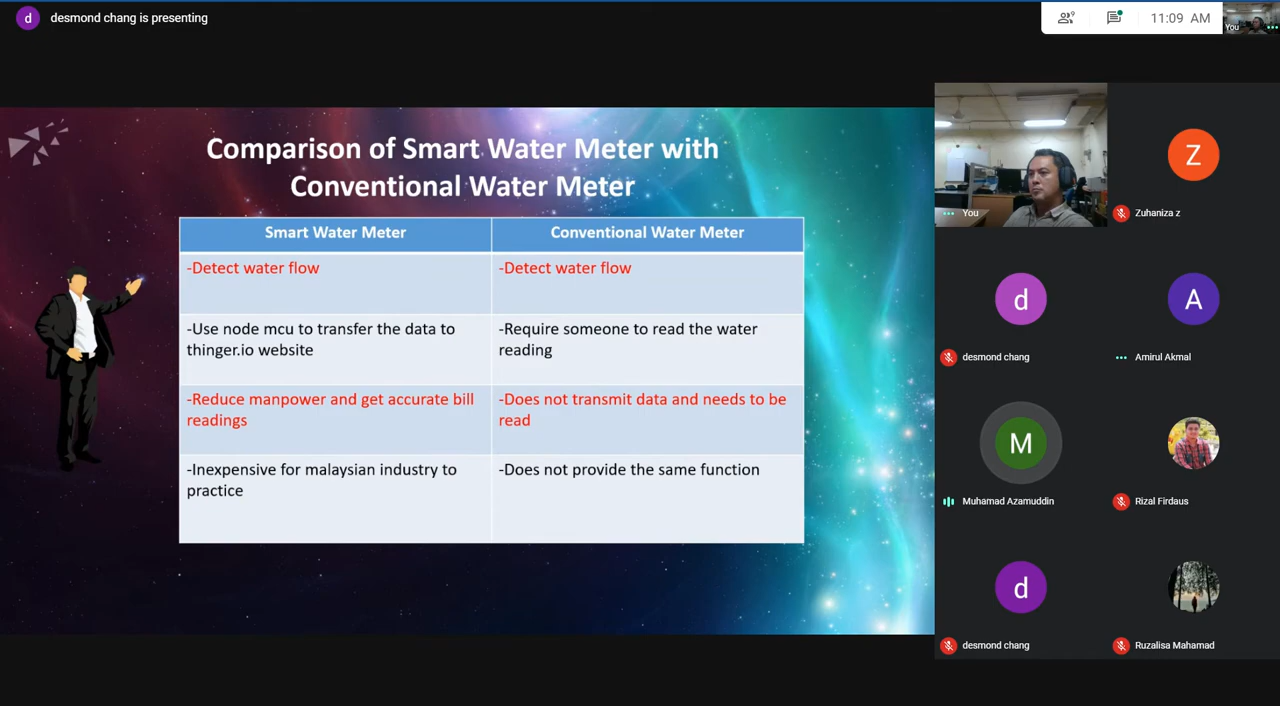 d
desmond chang is presenting
9
11:09 AM
You
Comparison of Smart Water Meter with
Conventional Water Meter
Smart Water Meter
Conventional Water Meter
-Detect water flow
-Detect water flow
-Use node mcu to transfer the data to
thinger.io website
-Require someone to read the water
reading
-Reduce manpower and get accurate bill
readings
-Does not transmit data and needs to be
read
-Inexpensive for malaysian industry to
practice
-Does not provide the same function
You
Z
Zuhaniza z
d
desmond chang
A
Amirul Akmal
M
Muhamad Azamuddin
Rizal Firdaus
d
desmond chang
Ruzalisa Mahamad